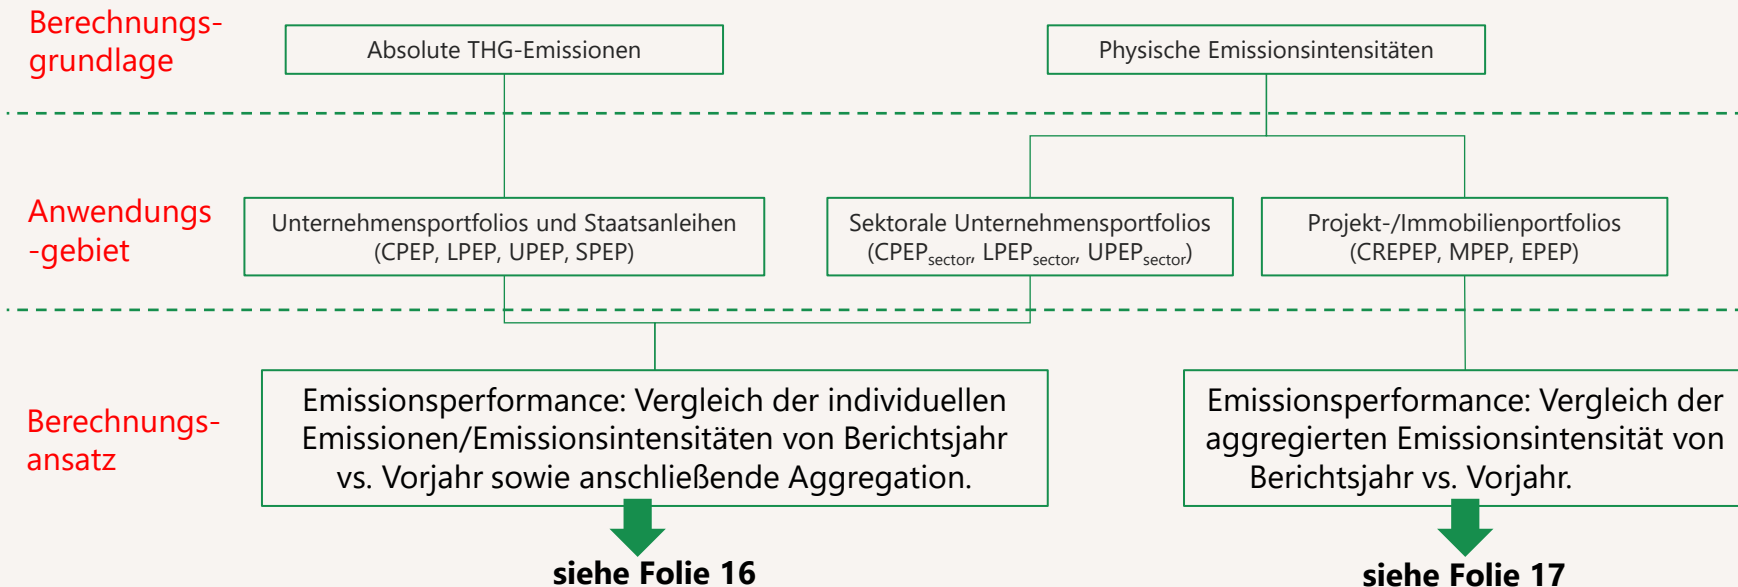 Berechnungs-
grundlage
Absolute THG-Emissionen
Physische Emissionsintensitäten
Anwendungs
-gebiet
Unternehmensportfolios und Staatsanleihen
(CPEP, LPEP, UPEP, SPEP)
Sektorale Unternehmensportfolios
(CPEPsector, LPEPsector, UPEPsector)
Projekt-/Immobilienportfolios
(CREPEP, MPEP, EPEP)
Berechnungs-
ansatz
Emissionsperformance: Vergleich der individuellen
Emissionen/Emissionsintensitäten von Berichtsjahr
vs. Vorjahr sowie anschließende Aggregation.
Emissionsperformance: Vergleich der
aggregierten Emissionsintensität von
Berichtsjahr vs. Vorjahr.
siehe Folie 16
siehe Folie 17